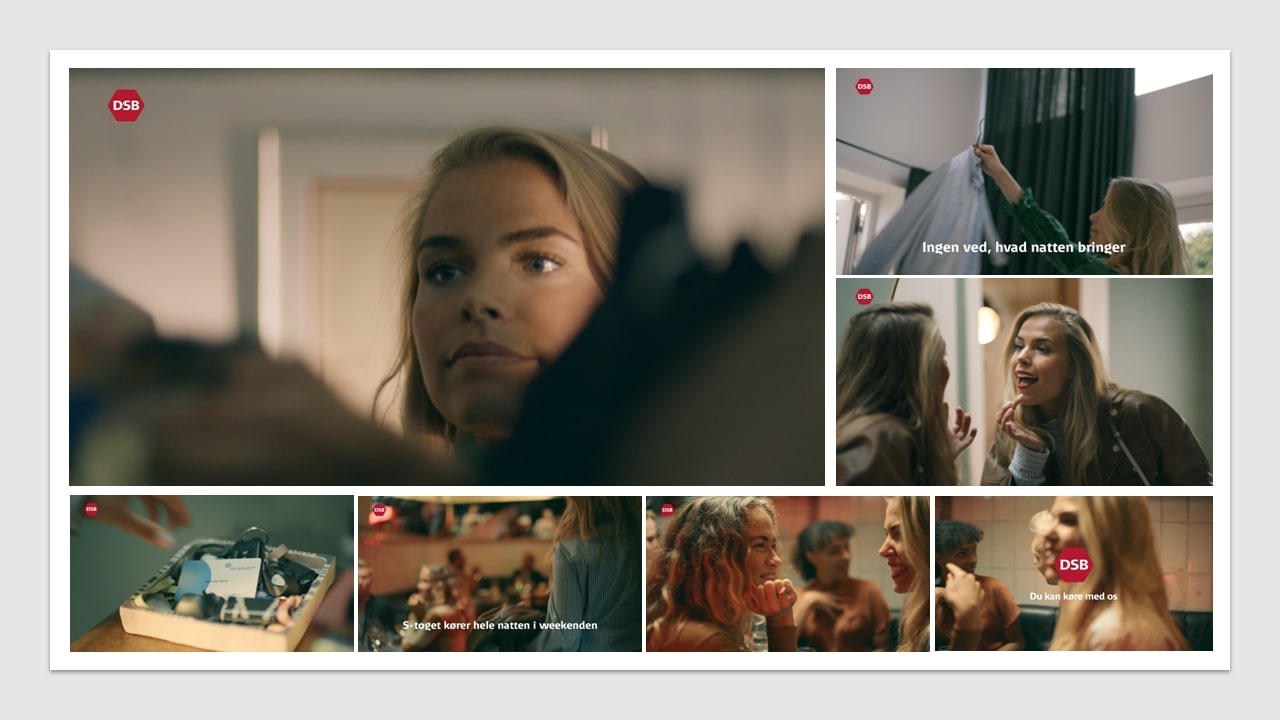 DSB
DSB
Ingen ved, hvad natten bringer
DSB
DSB
DSB
S-toget kører hele natten i weekenden
DSB
DSB
Du kan køre med os